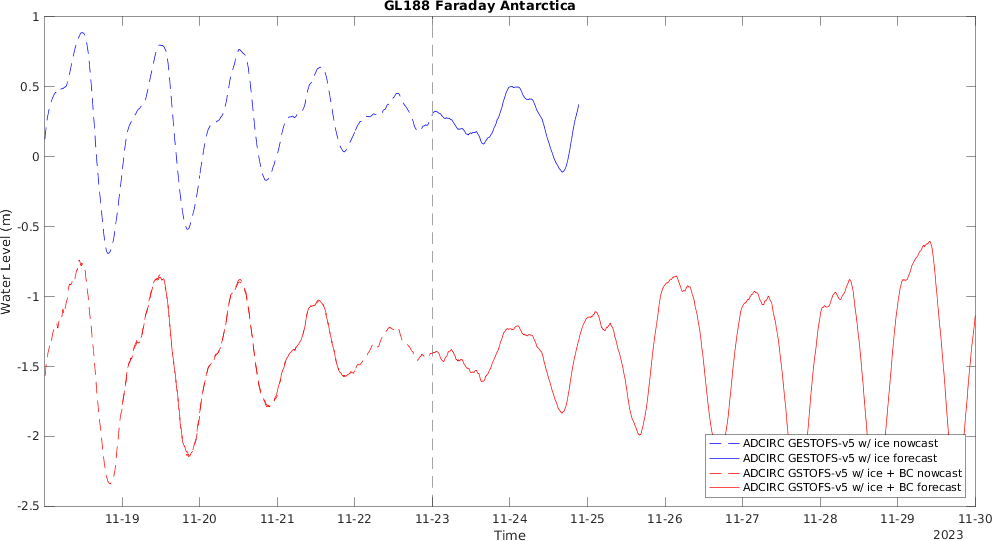 GL188 Faraday Antarctica
Water Level (m)
1
0.5
0
-0.5
-1
-1.5
-2
-2.5
11-19 11-20 11-21 11-22 11-23 11-24 11-25 11-26 11-27 11-28 11-29 11-30
Time
2023
ADCIRC GESTOFS-v5 w/ ice nowcast
ADCIRC GESTOFS-v5 w/ ice forecast
ADCIRC GSTOFS-v5 w/ ice + BC nowcast
ADCIRC GSTOFS-v5 w/ ice + BC forecast